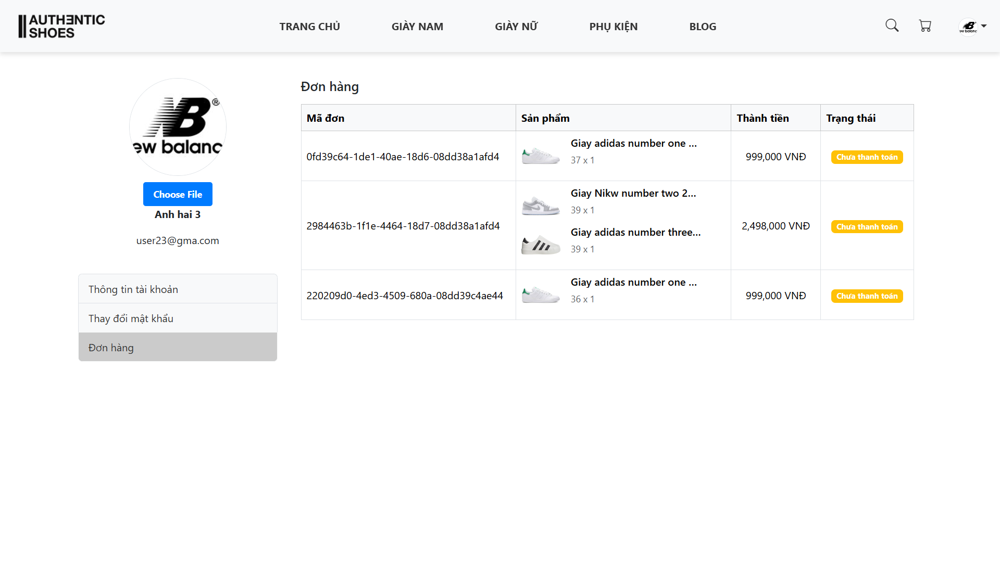 AUTHENTIC
SHOES
TRANG CHỦ
GIÀY NAM
GIÀY NỮ
PHỤ KIỆN
BLOG
ew balanc
®
ew balanc
Choose File
Anh hai 3
user23@gma.com
Thông tin tài khoản
Thay đổi mật khẩu
Đơn hàng
Đơn hàng
Mã đơn
Sản phẩm
Thành tiền
Trạng thái
0fd39c64-1de1-40ae-18d6-08dd38a1afd4
Giay adidas number one ...
37 x 1
999,000 VNĐ
Chưa thanh toán
2984463b-1f1e-4464-18d7-08dd38a1afd4
Giay Nikw number two 2...
39 x 1
Giay adidas number three...
39 x 1
2,498,000 VNĐ
Chưa thanh toán
220209d0-4ed3-4509-680a-08dd39c4ae44
Giay adidas number one ...
36 x 1
999,000 VNĐ
Chưa thanh toán